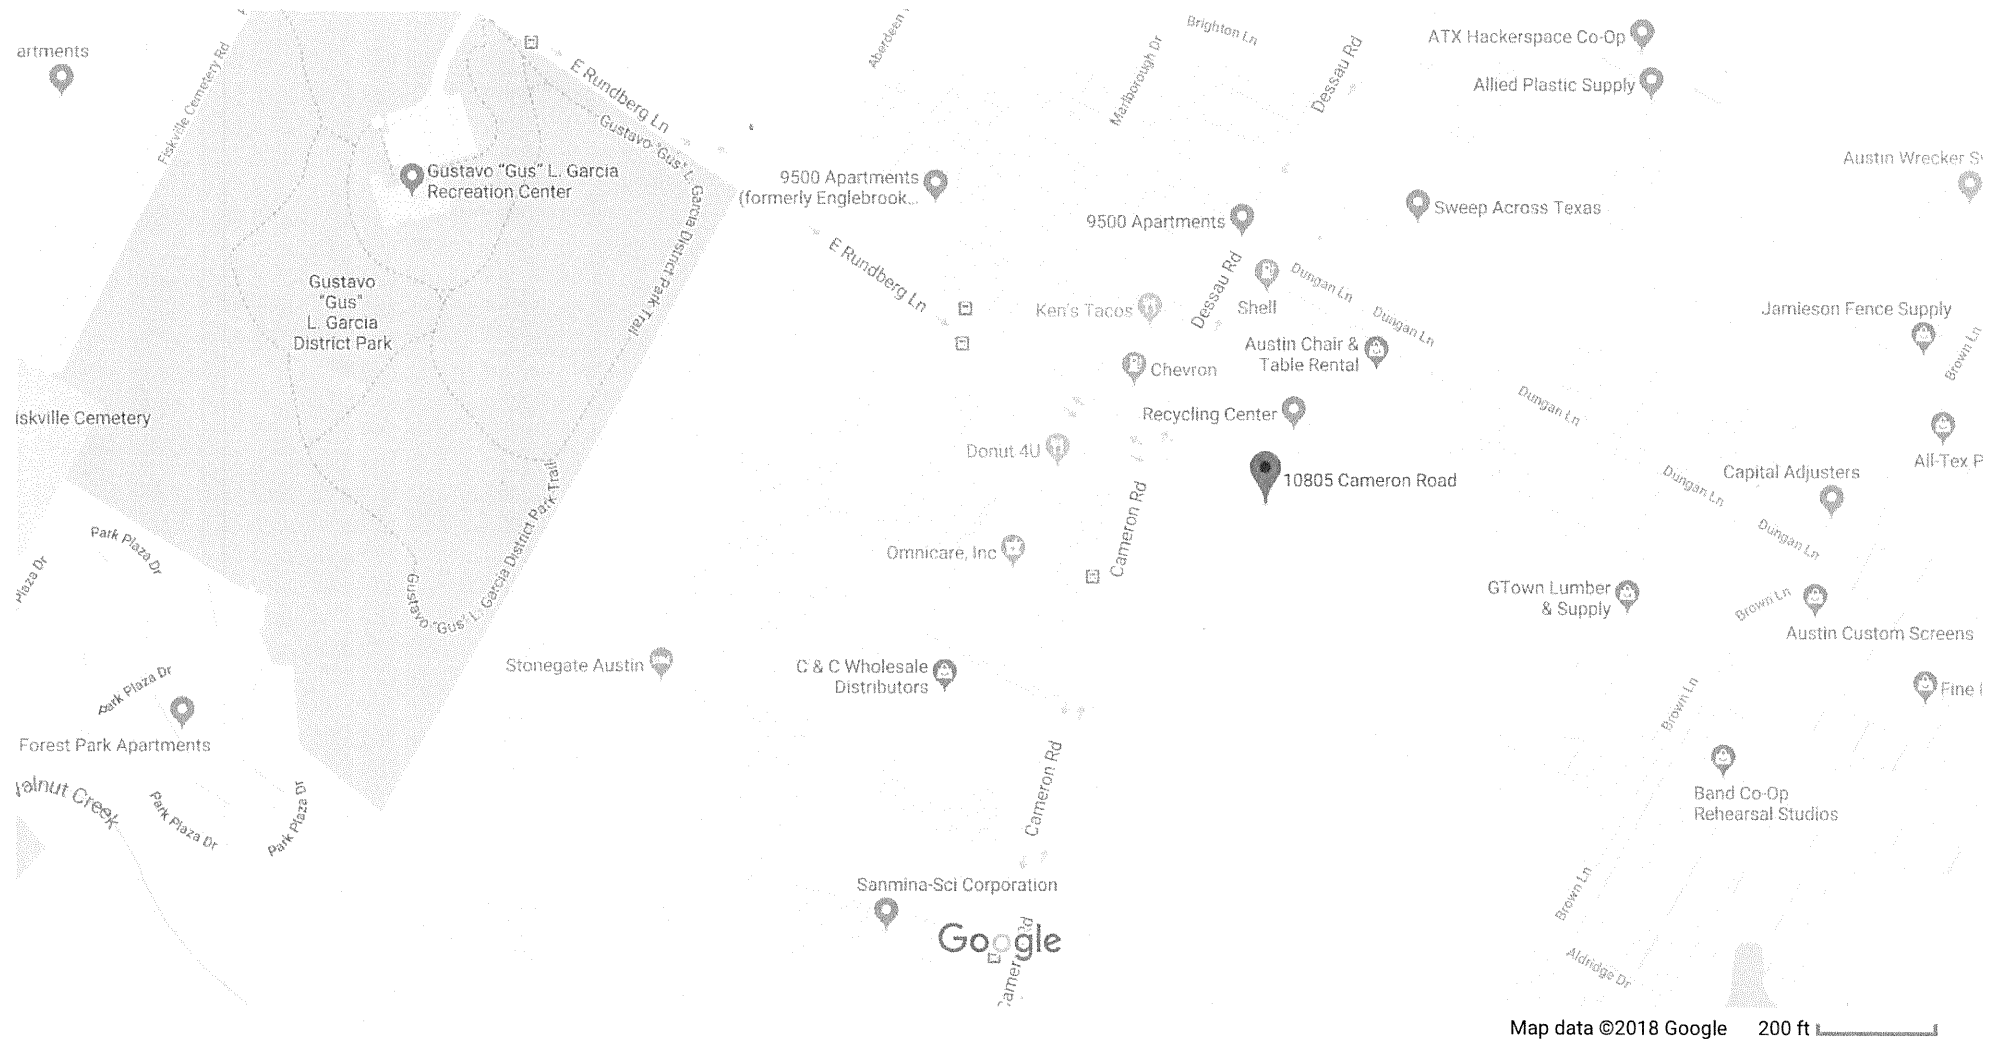 artments
Fiskville Cemetery Rd
E Rundberg Ln
Gustavo "Gus" L. Garcia District Park Trail
Gustavo "Gus" L. Garcia
Recreation Center
Gustavo
"Gus"
L. Garcia
District Park
iskville Cemetery
Aberdeen
Brighton Ln
Marlborough Dr
Dessau Rd
ATX Hackerspace Co-Op
Allied Plastic Supply
Austin Wrecker S
9500 Apartments
(formerly Englebrook...
9500 Apartments
Sweep Across Texas
E Rundberg Ln
Dessau Rd
Dungan Ln
Ken's Tacos
Shell
Dungan Ln
Jamieson Fence Supply
Brown Ln
Austin Chair &
Table Rental
Chevron
Recycling Center
Dungan Ln
Donut 4U
10805 Cameron Road
Cameron Rd
Dungan Ln
Capital Adjusters
All-Tex P
Dungan Ln
Park Plaza Dr
Plaza Dr
Gustavo "Gus" L. Garcia District Park Trail
Omnicare, Inc
GTown Lumber
& Supply
Brown Ln
Austin Custom Screens
Park Plaza Dr
Stonegate Austin
C & C Wholesale
Distributors
Brown Ln
Fine
Forest Park Apartments
alnut Creek
Park Plaza Dr
Park Plaza Dr
Cameron Rd
Band Co-Op
Rehearsal Studios
Sanmina-Sci Corporation
Brown Ln
Google
Camer Rd
Aldridge Dr
Map data ©2018 Google 200 ft